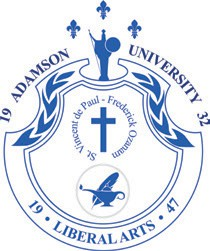 19 ADAMSON UNIVERSITY 32
St. Vincent de Paul - Frederick Ozanam
19 · LIBERAL ARTS · 47